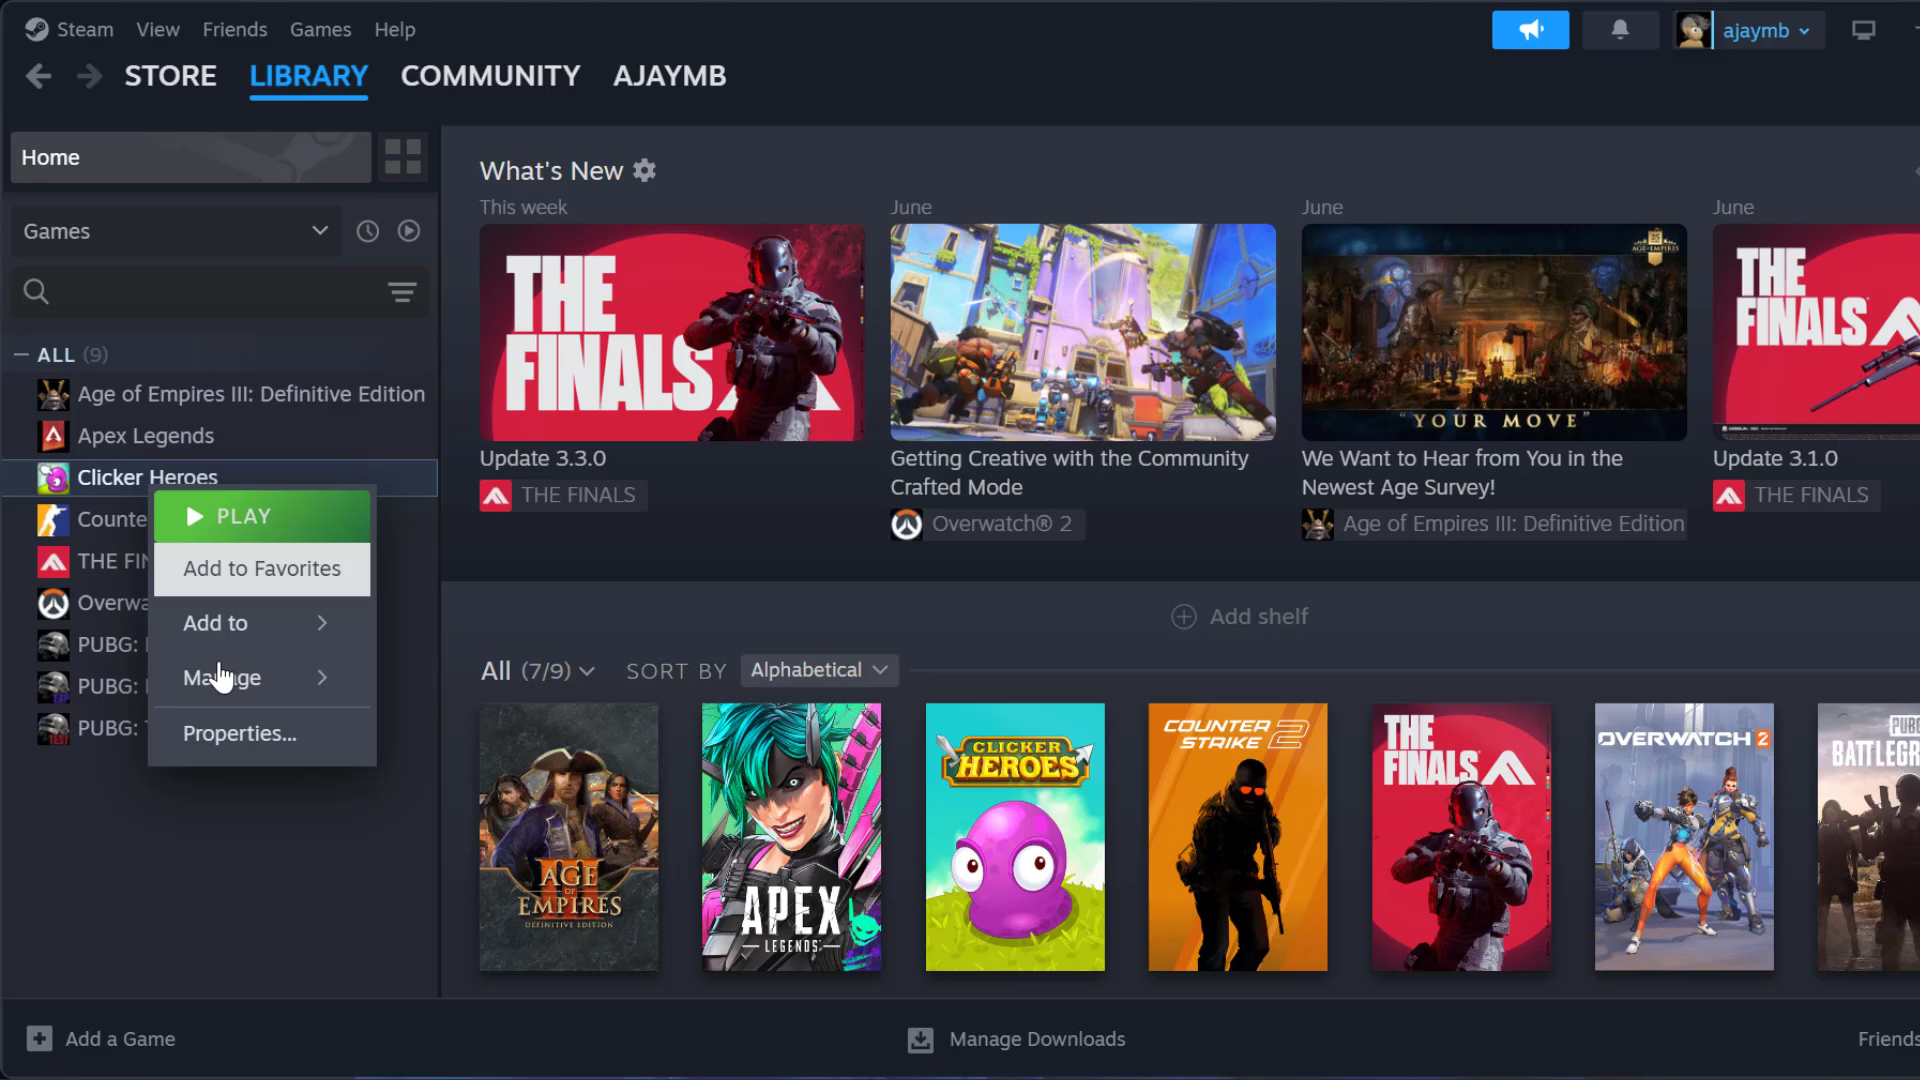 Steam View Friends Games Help
ajaymb
STORE LIBRARY COMMUNITY AJAYMB
Home
What's New
This week
June
June
June
Games
THE FINALS
AGE OF EMPIRES
"YOUR MOVE"
THE FINALS
— ALL (9)
Age of Empires III: Definitive Edition
Apex Legends
Clicker Heroes
Counte
THE FIN
Overwa
PUBG:
PUBG:
PUBG:
PLAY
Add to Favorites
Add to
Manage
Properties...
Update 3.3.0
THE FINALS
Getting Creative with the Community
Crafted Mode
Overwatch® 2
We Want to Hear from You in the
Newest Age Survey!
Age of Empires III: Definitive Edition
Update 3.1.0
THE FINALS
Add shelf
All (7/9) SORT BY Alphabetical
AGE
OF
EMPIRES
III
DEFINITIVE EDITION
APEX
LEGENDS
CLICKER
HEROES
COUNTER
STRIKE 2
THE
FINALS
OVERWATCH 2
PUBG
BATTLEGR
Add a Game
Manage Downloads
Friends